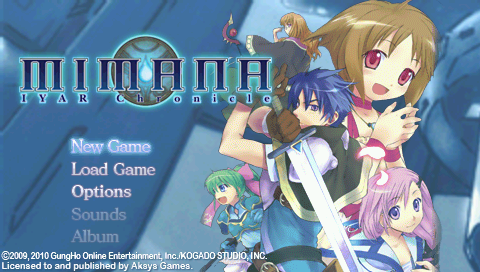 MIMANA
IYAR Chronicle
New Game
Load Game
Options
Sounds
Album
©2009, 2010 GungHo Online Entertainment, Inc./KOGADO STUDIO, INC.
Licensed to and published by Aksys Games.